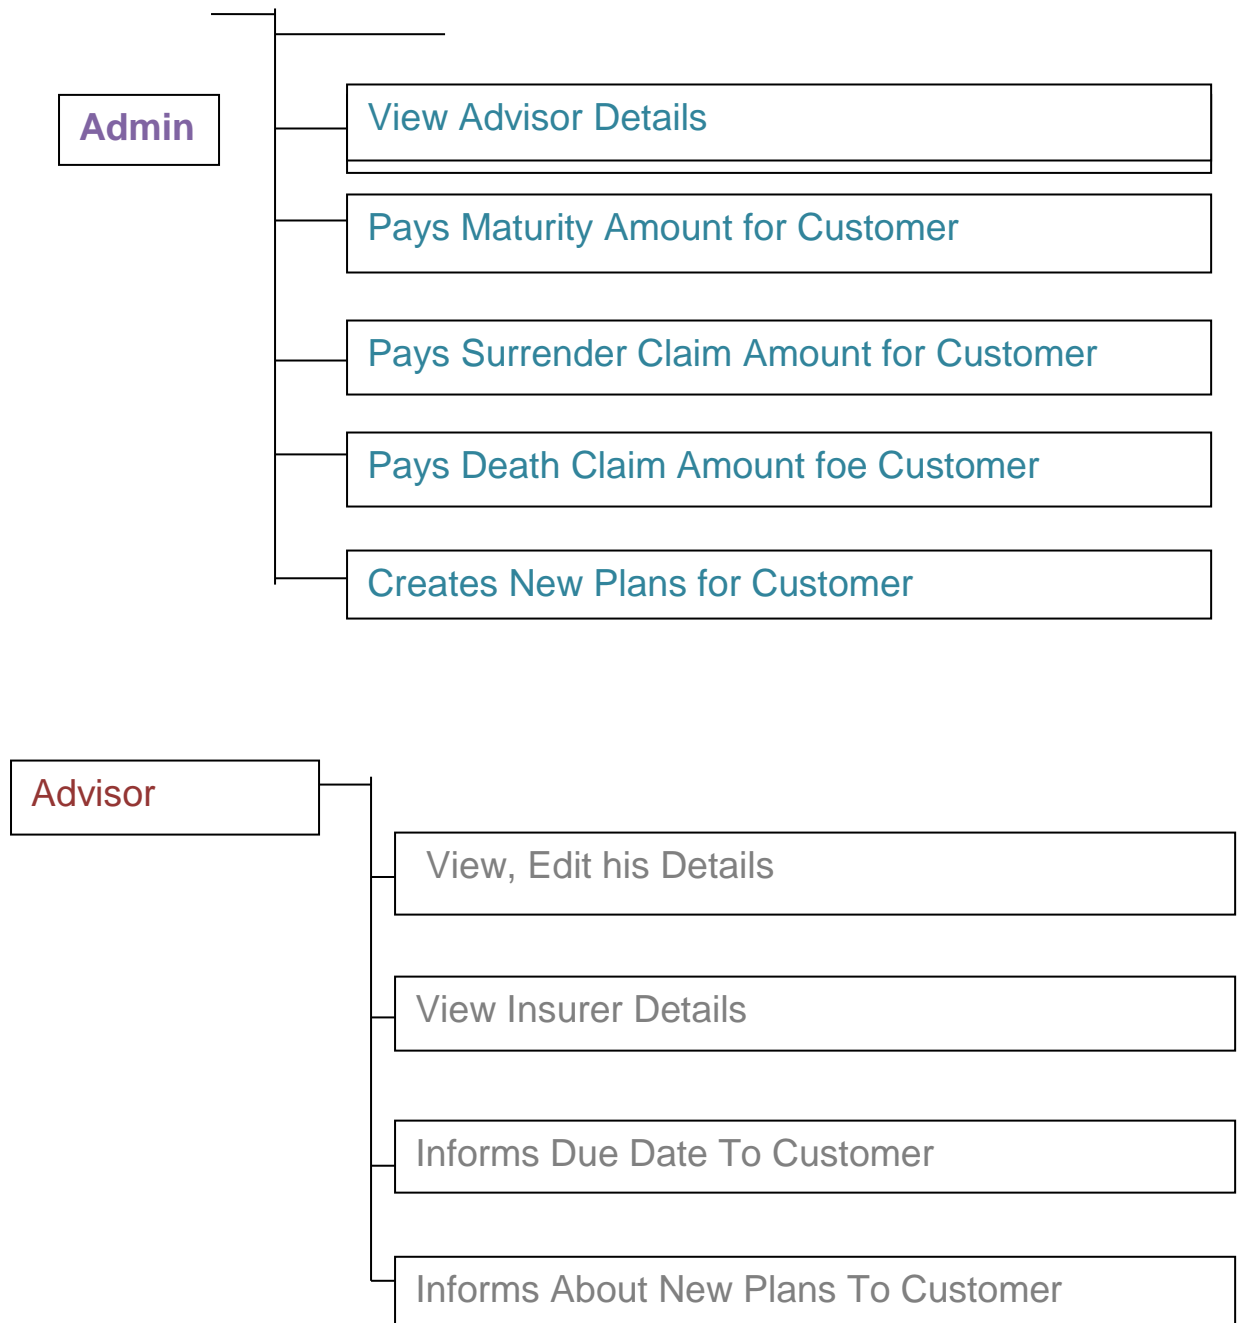 Admin
View Advisor Details
Pays Maturity Amount for Customer
Pays Surrender Claim Amount for Customer
Pays Death Claim Amount foe Customer
Creates New Plans for Customer
Advisor
View, Edit his Details
View Insurer Details
Informs Due Date To Customer
Informs About New Plans To Customer